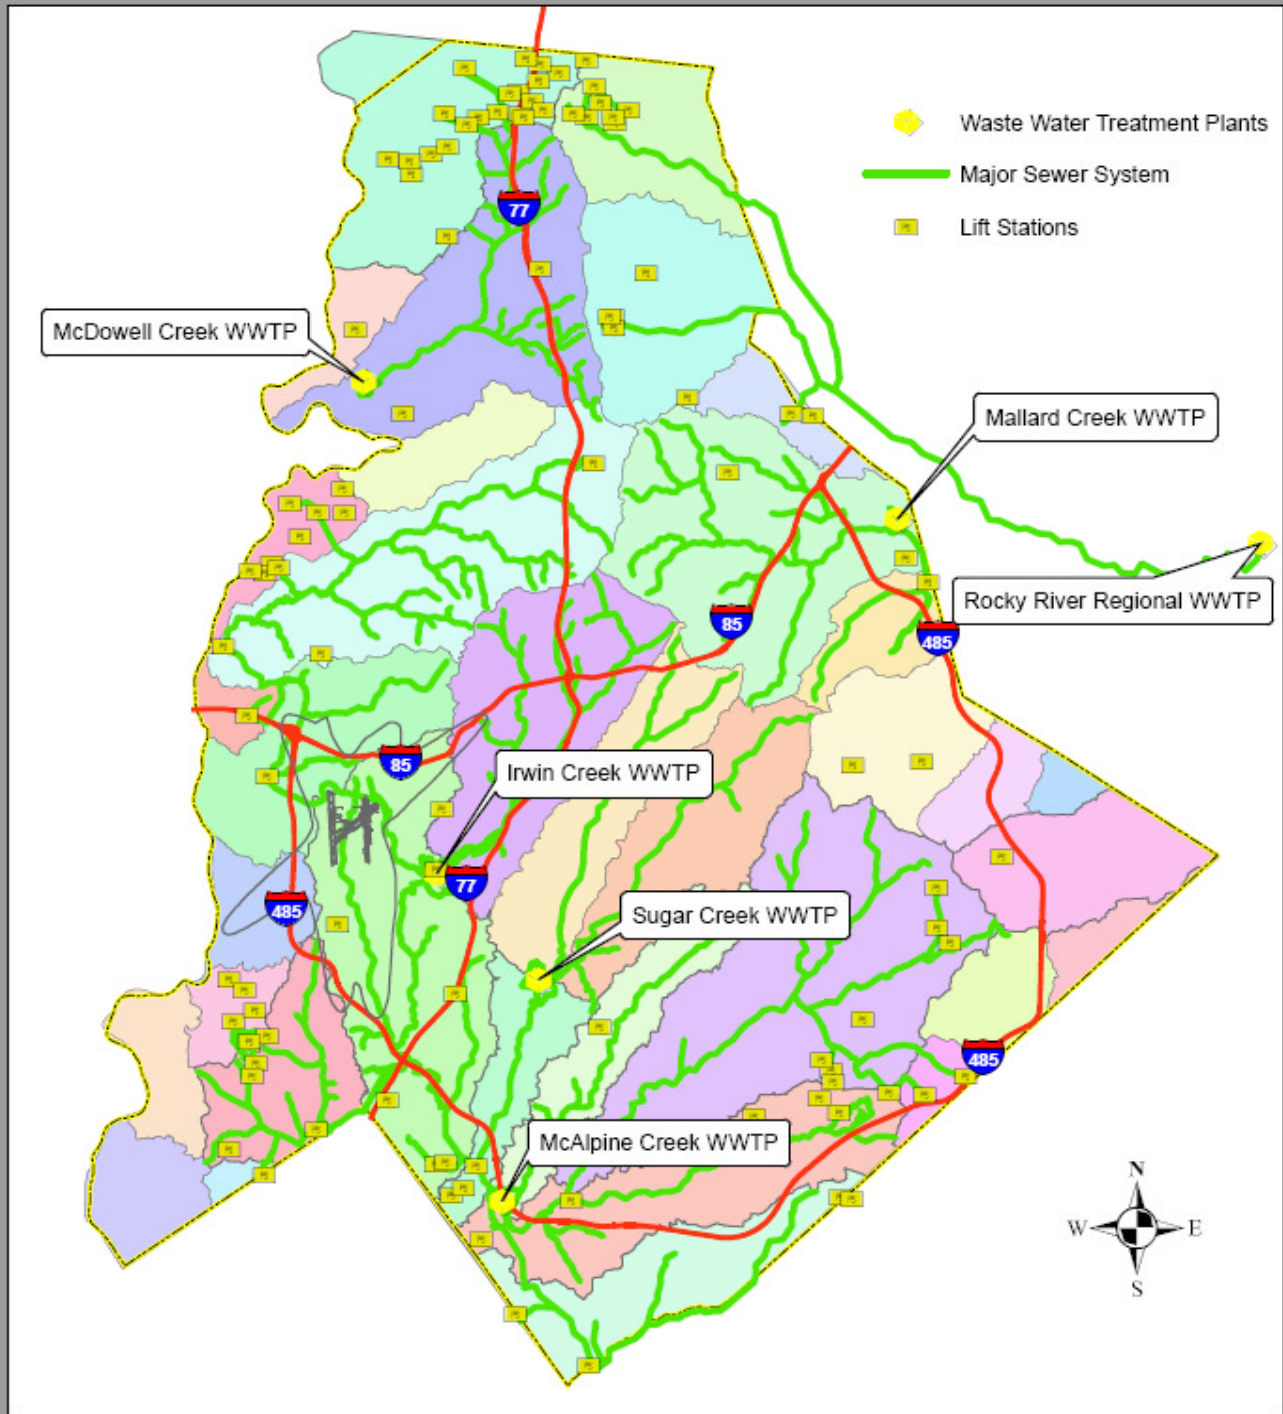 Waste Water Treatment Plants
Major Sewer System
PS Lift Stations
77
McDowell Creek WWTP
Mallard Creek WWTP
Rocky River Regional WWTP
85
485
85
Irwin Creek WWTP
77
485
Sugar Creek WWTP
485
McAlpine Creek WWTP
N
W E
S